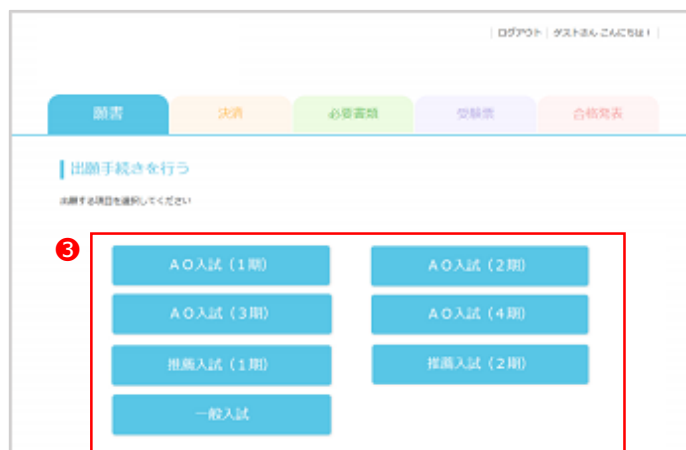 | ログアウト | ゲストさん こんにちは！ |
願書 決済 必要書類 受験票 合格発表
出願手続きを行う
出願する項目を選択してください
❸
AO入試（1期） AO入試（2期）
AO入試（3期） AO入試（4期）
推薦入試（1期） 推薦入試（2期）
一般入試